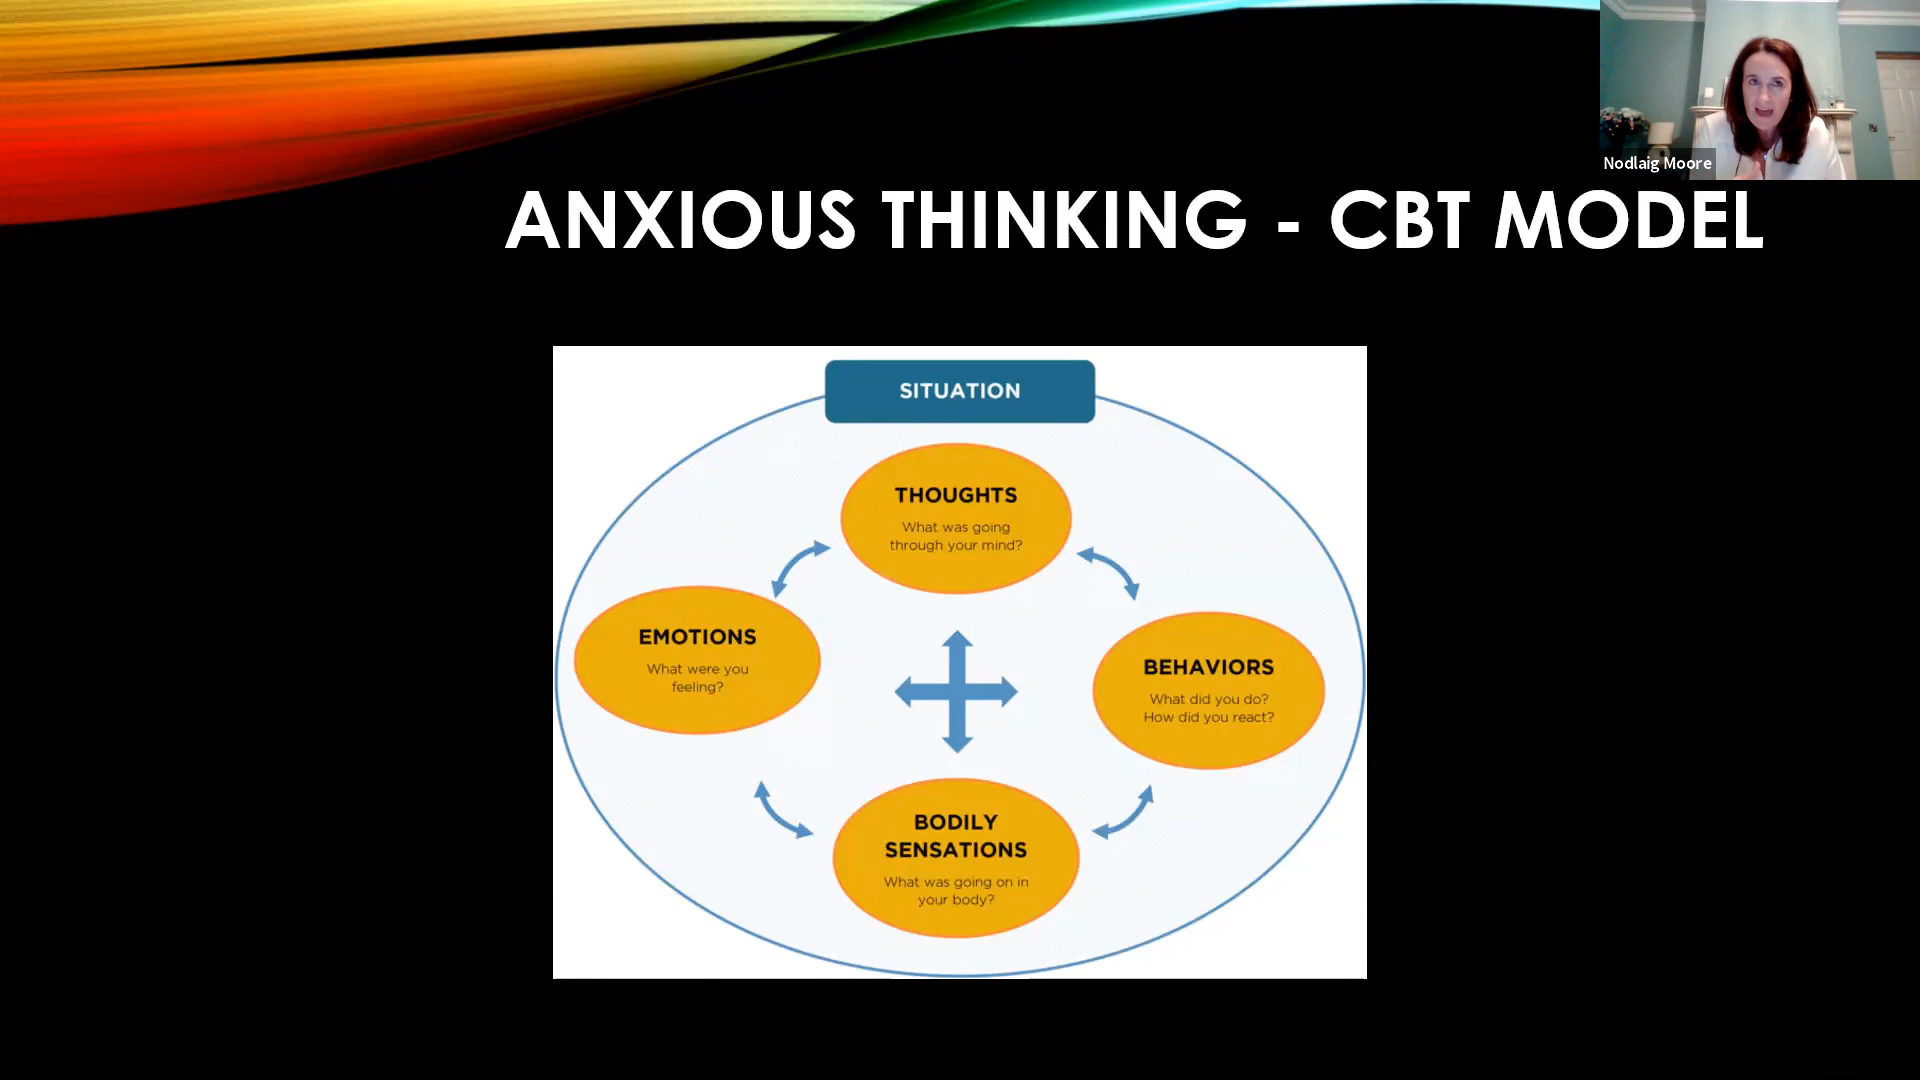 Nodlaig Moore
ANXIOUS THINKING - CBT MODEL
SITUATION
THOUGHTS
What was going
through your mind?
EMOTIONS
What were you
feeling?
BEHAVIORS
What did you do?
How did you react?
BODILY
SENSATIONS
What was going on in
your body?